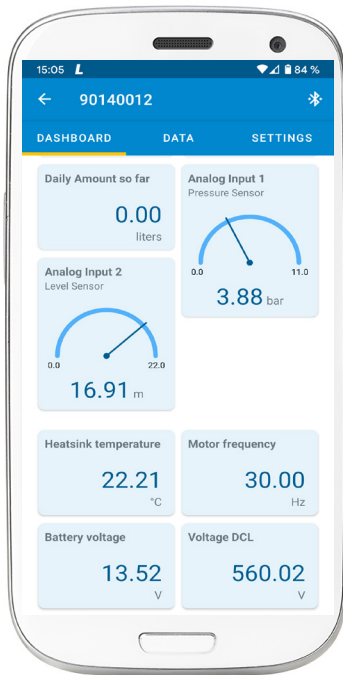 15:05 L 84 %
90140012
DASHBOARD DATA SETTINGS
Daily Amount so far
0.00
liters
Analog Input 1
Pressure Sensor
0.0 11.0
3.88 bar
Analog Input 2
Level Sensor
0.0 22.0
16.91 m
Heatsink temperature
22.21
°C
Motor frequency
30.00
Hz
Battery voltage
13.52
V
Voltage DCL
560.02
V